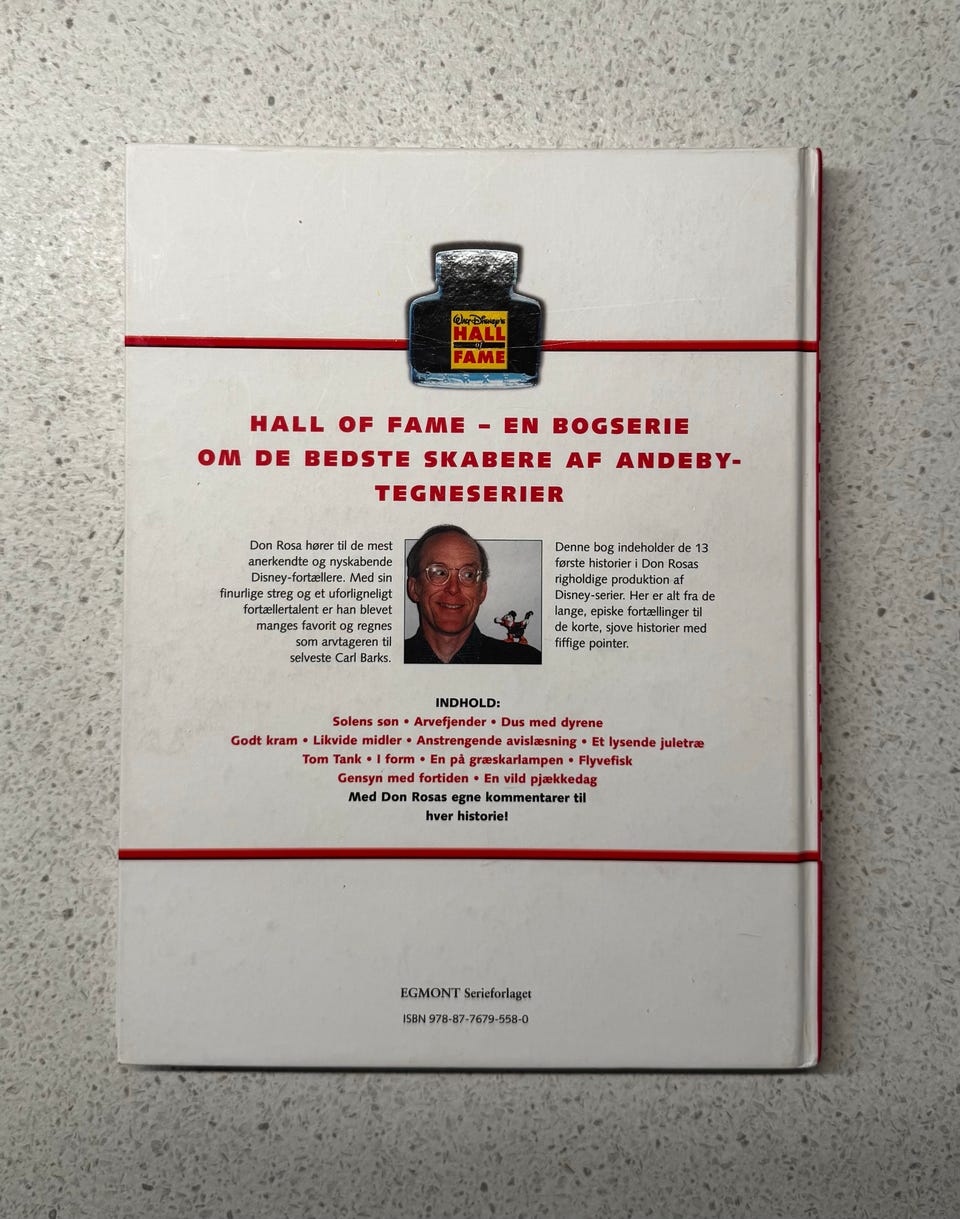 Walt Disney's
HALL
of
FAME
HALL OF FAME – EN BOGSERIE
OM DE BEDSTE SKABERE AF ANDEBY-
TEGNESERIER
Don Rosa hører til de mest
anerkendte og nyskabende
Disney-fortællere. Med sin
finurlige streg og et uforligneligt
fortællertalent er han blevet
manges favorit og regnes
som arvtageren til
selveste Carl Barks.
Denne bog indeholder de 13
første historier i Don Rosas
righoldige produktion af
Disney-serier. Her er alt fra de
lange, episke fortællinger til
de korte, sjove historier med
fiffige pointer.
INDHOLD:
Solens søn • Arvefjender • Dus med dyrene
Godt kram • Likvide midler • Anstrengende avislæsning • Et lysende juletræ
Tom Tank • I form • En på græskarlampen • Flyvefisk
Gensyn med fortiden • En vild pjækkedag
Med Don Rosas egne kommentarer til
hver historie!
EGMONT Serieforlaget
ISBN 978-87-7679-558-0